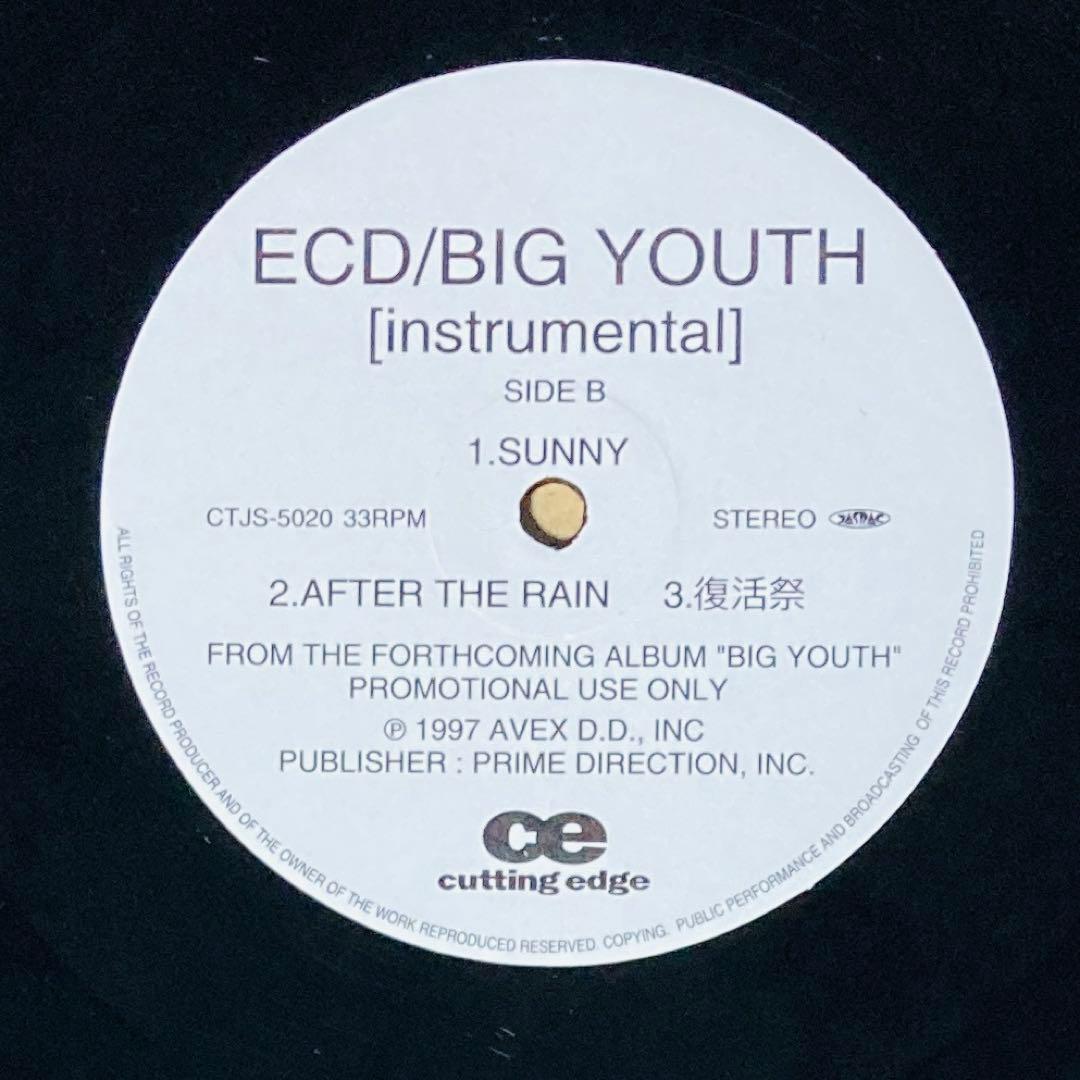 ECD/BIG YOUTH
[instrumental]
SIDE B
1.SUNNY
CTJS-5020 33RPM
STEREO JASRAC
2.AFTER THE RAIN 3.復活祭
FROM THE FORTHCOMING ALBUM "BIG YOUTH"
PROMOTIONAL USE ONLY
℗ 1997 AVEX D.D., INC
PUBLISHER : PRIME DIRECTION, INC.
ce
cutting edge
ALL RIGHTS OF THE RECORD PRODUCER AND OF THE OWNER OF THE WORK REPRODUCED RESERVED. COPYING. PUBLIC PERFORMANCE AND BROADCASTING OF THIS RECORD PROHIBITED